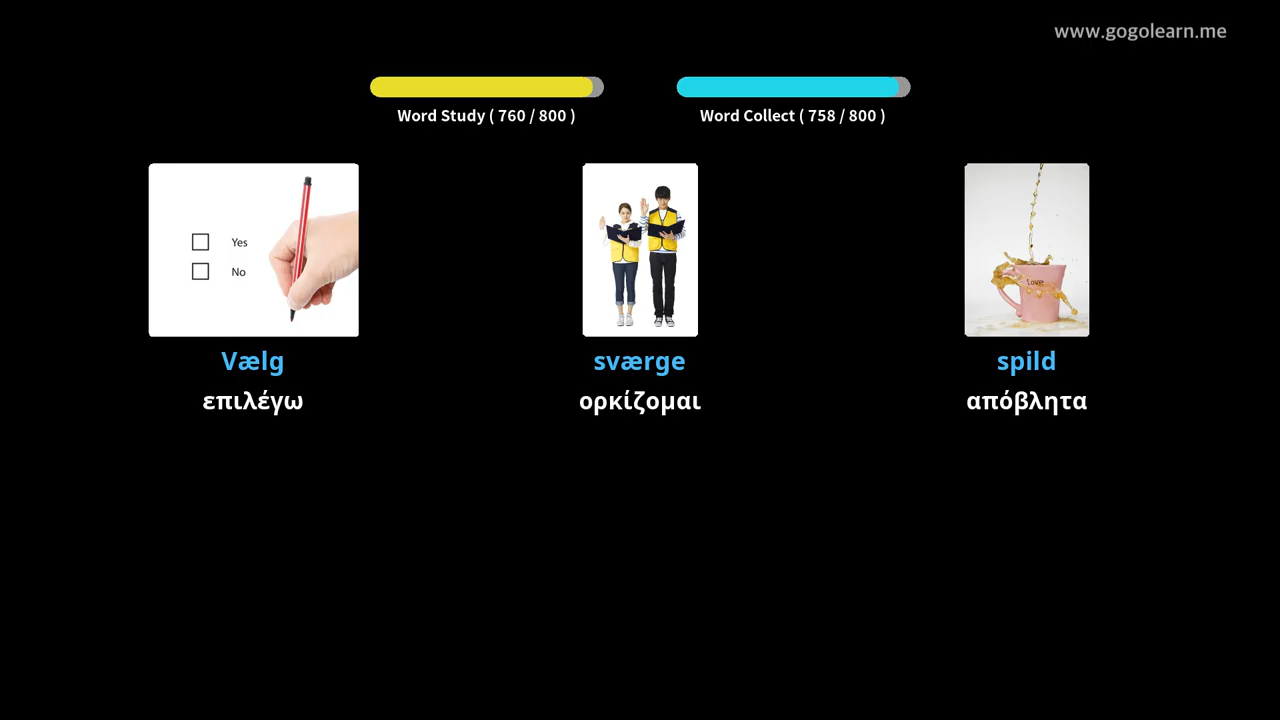 www.gogolearn.me
Word Study ( 760 / 800 )
Word Collect ( 758 / 800 )
Yes
No
Love
Vælg
sværge
spild
επιλέγω
ορκίζομαι
απόβλητα